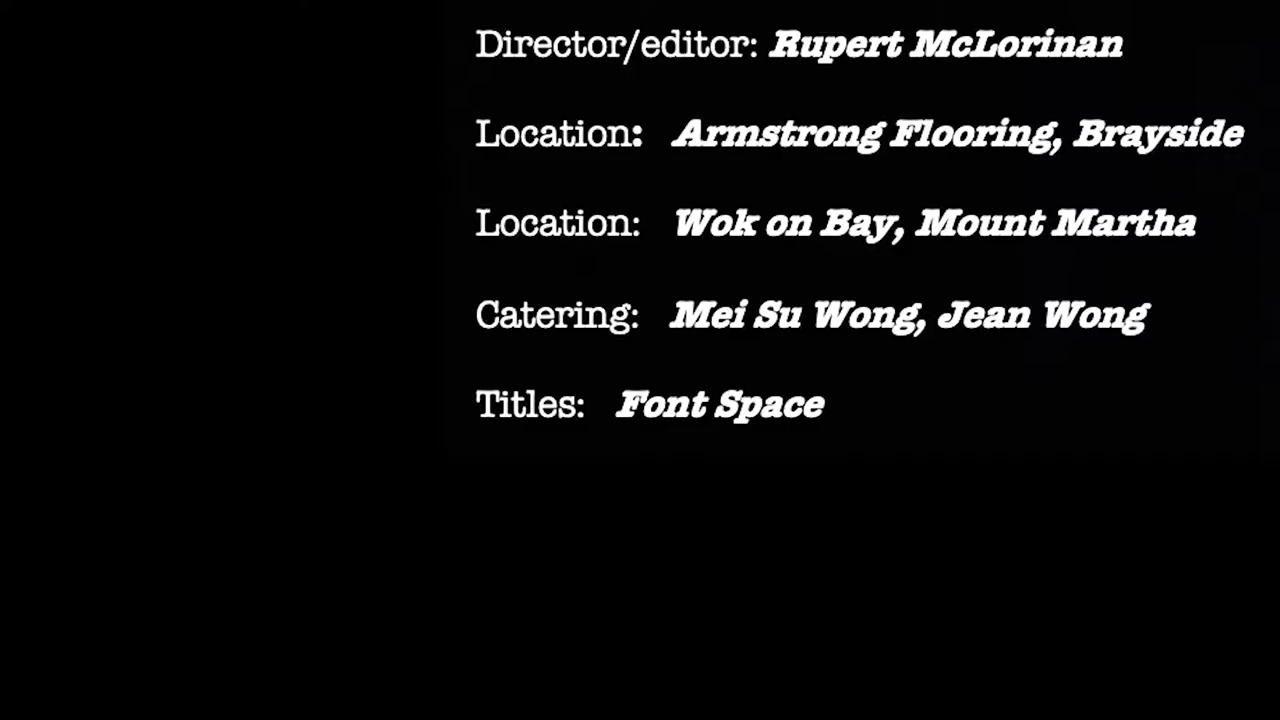 Director/editor: Rupert McLorinan
Location: Armstrong Flooring, Brayside
Location: Wok on Bay, Mount Martha
Catering: Mei Su Wong, Jean Wong
Titles: Font Space